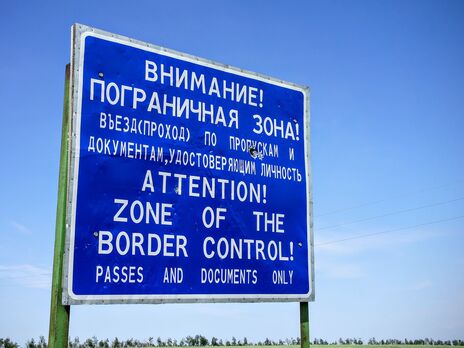 ВНИМАНИЕ!
ПОГРАНИЧНАЯ ЗОНА!
ВЪЕЗД(ПРОХОД) ПО ПРОПУСКАМ И
ДОКУМЕНТАМ,УДОСТОВЕРЯЮЩИМ ЛИЧНОСТЬ
ATTENTION!
ZONE OF THE
BORDER CONTROL!
PASSES AND DOCUMENTS ONLY